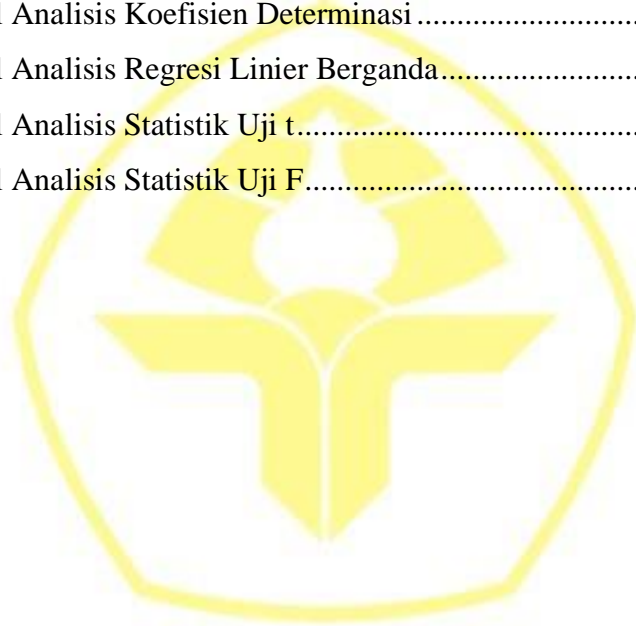 Analisis Koefisien Determinasi................................
Analisis Regresi Linier Berganda............................
Analisis Statistik Uji t................................................
Analisis Statistik Uji F...............................................